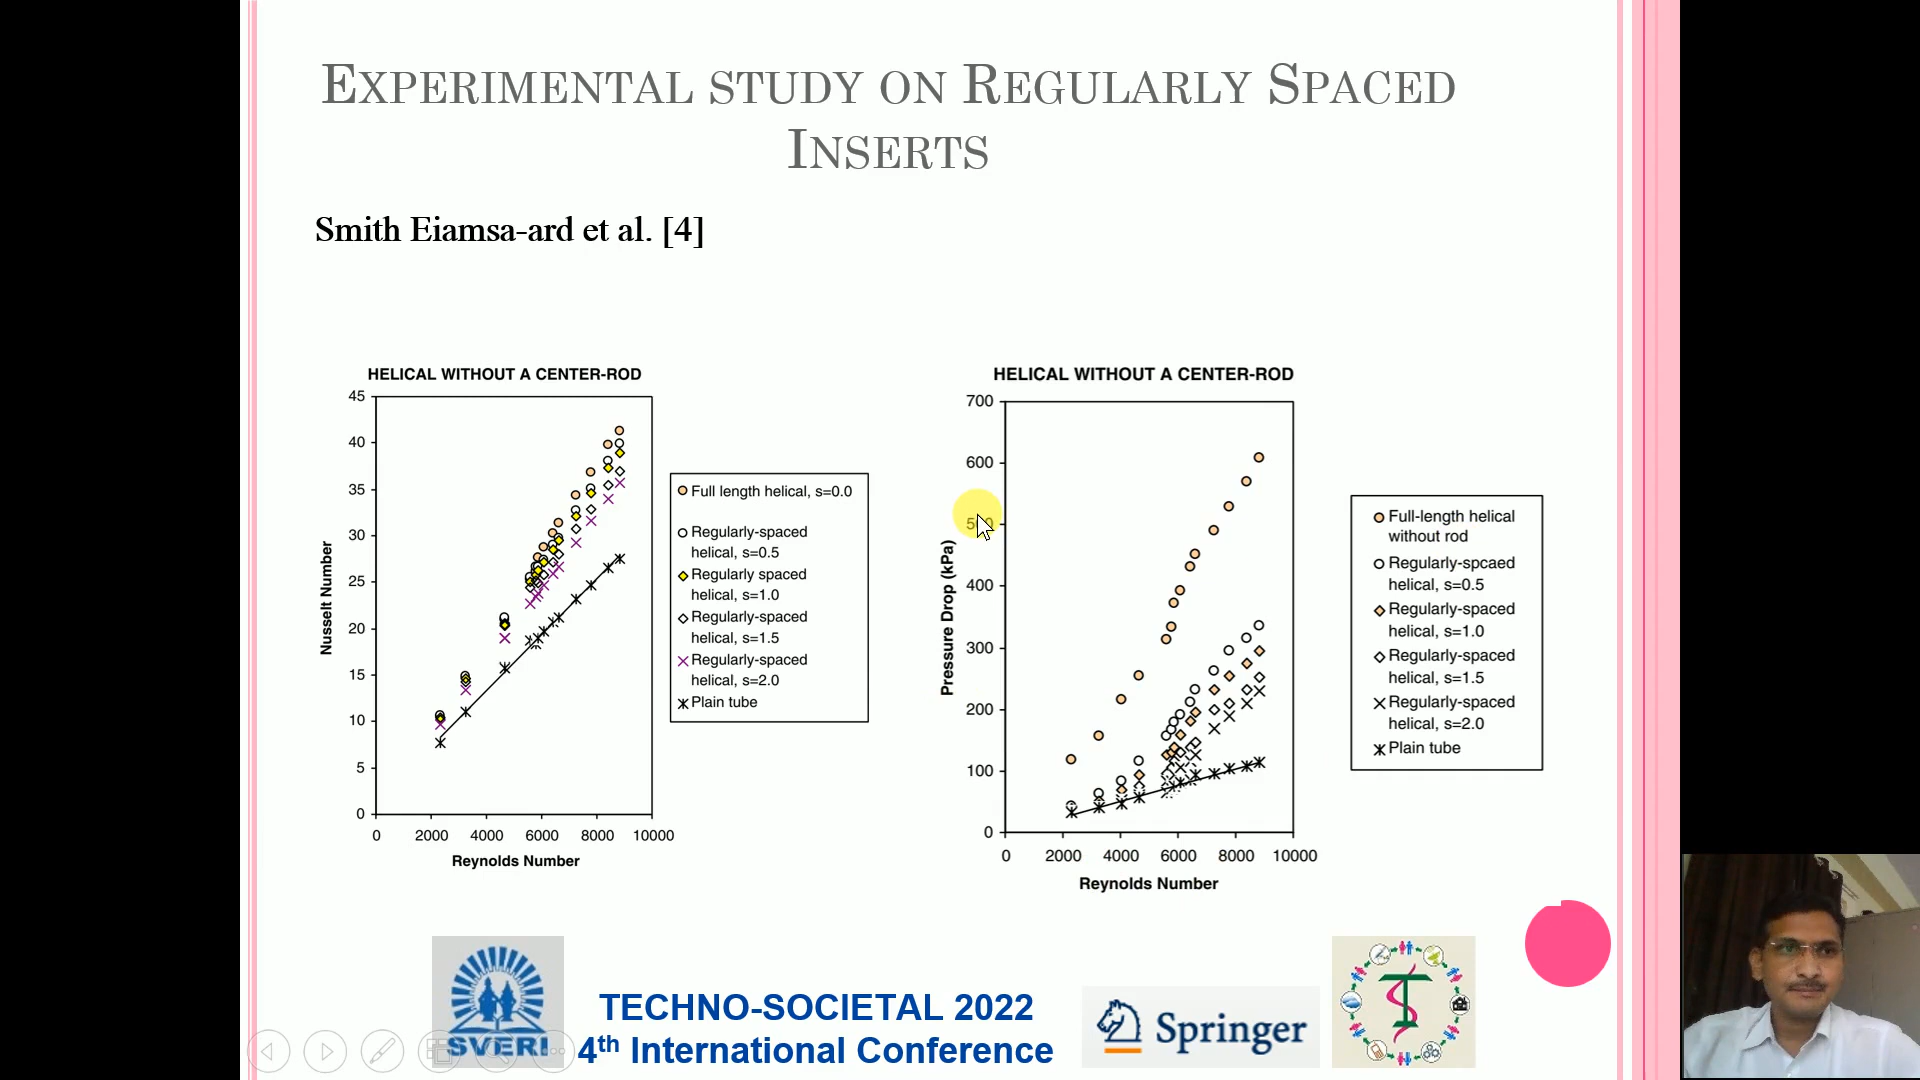 EXPERIMENTAL STUDY ON REGULARLY SPACED
INSERTS
Smith Eiamsa-ard et al. [4]
HELICAL WITHOUT A CENTER-ROD
45
40
35
30
25
20
15
10
5
0
Nusselt Number
0 2000 4000 6000 8000 10000
Reynolds Number
Full length helical, s=0.0
Regularly-spaced
helical, s=0.5
Regularly spaced
helical, s=1.0
Regularly-spaced
helical, s=1.5
Regularly-spaced
helical, s=2.0
Plain tube
HELICAL WITHOUT A CENTER-ROD
700
600
500
400
300
200
100
0
Pressure Drop (kPa)
0 2000 4000 6000 8000 10000
Reynolds Number
Full-length helical
without rod
Regularly-spcaed
helical, s=0.5
Regularly-spaced
helical, s=1.0
Regularly-spaced
helical, s=1.5
Regularly-spaced
helical, s=2.0
Plain tube
SVERI
TECHNO-SOCIETAL 2022
4th International Conference
Springer